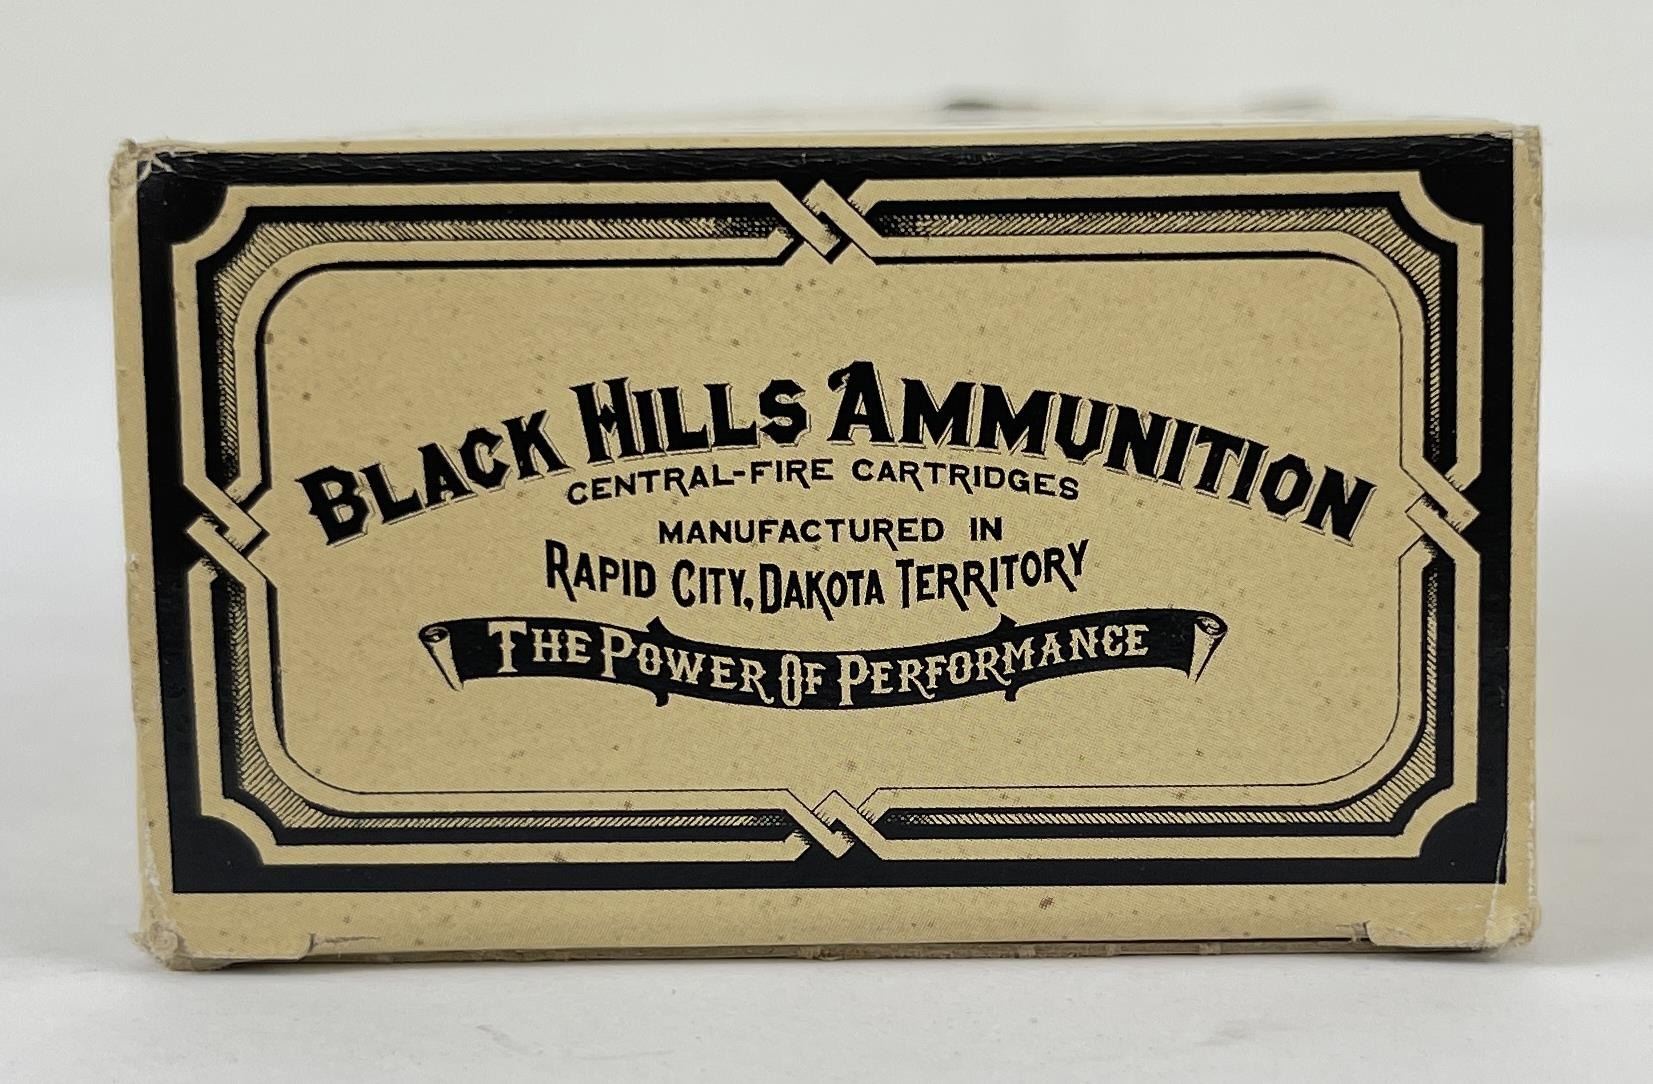 BLACK HILLS AMMUNITION
CENTRAL-FIRE CARTRIDGES
MANUFACTURED IN
RAPID CITY, DAKOTA TERRITORY
THE POWER OF PERFORMANCE